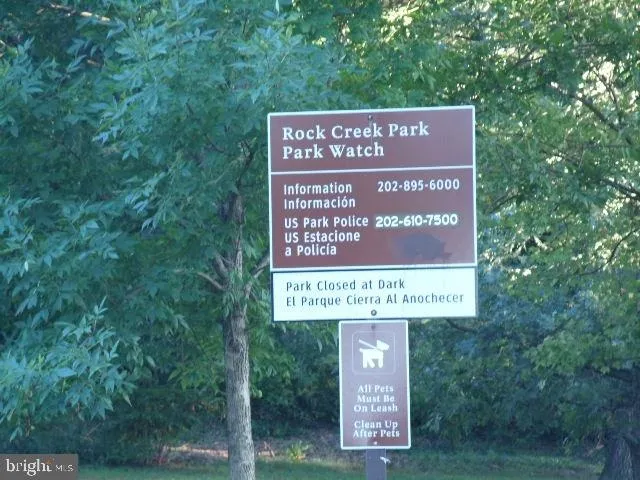 Rock Creek Park
Park Watch
Information 202-895-6000
Información
US Park Police 202-610-7500
US Estacione
a Policía
Park Closed at Dark
El Parque Cierra Al Anochecer
All Pets
Must Be
On Leash
Clean Up
After Pets
bright MLS